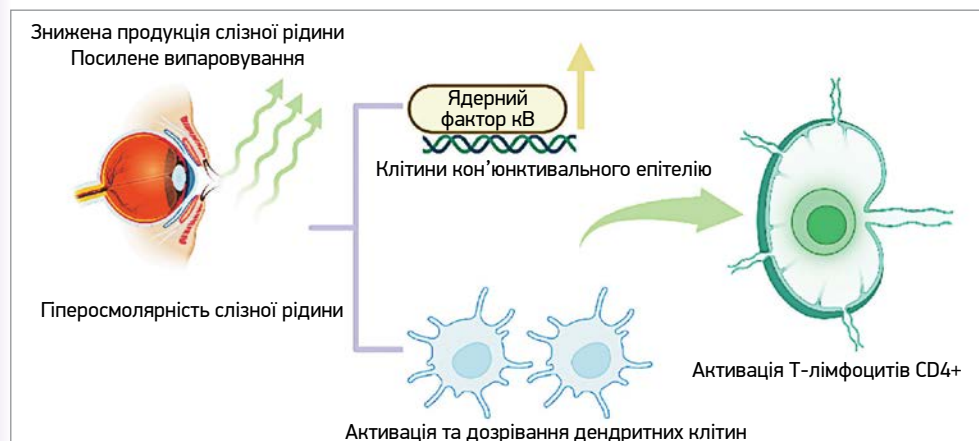 Знижена продукція слізної рідини
Посилене випаровування
Ядерний
фактор кВ
Клітини кон’юнктивального епітелію
Гіперосмолярність слізної рідини
Активація Т-лімфоцитів CD4+
Активація та дозрівання дендритних клітин